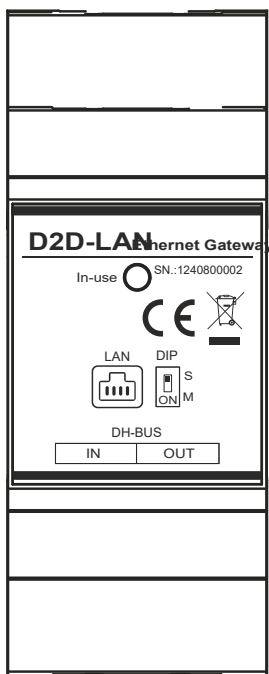 D2D-LAN Ethernet Gateway
In-use SN.:1240800002
CE
LAN DIP
S
ON M
DH-BUS
IN OUT